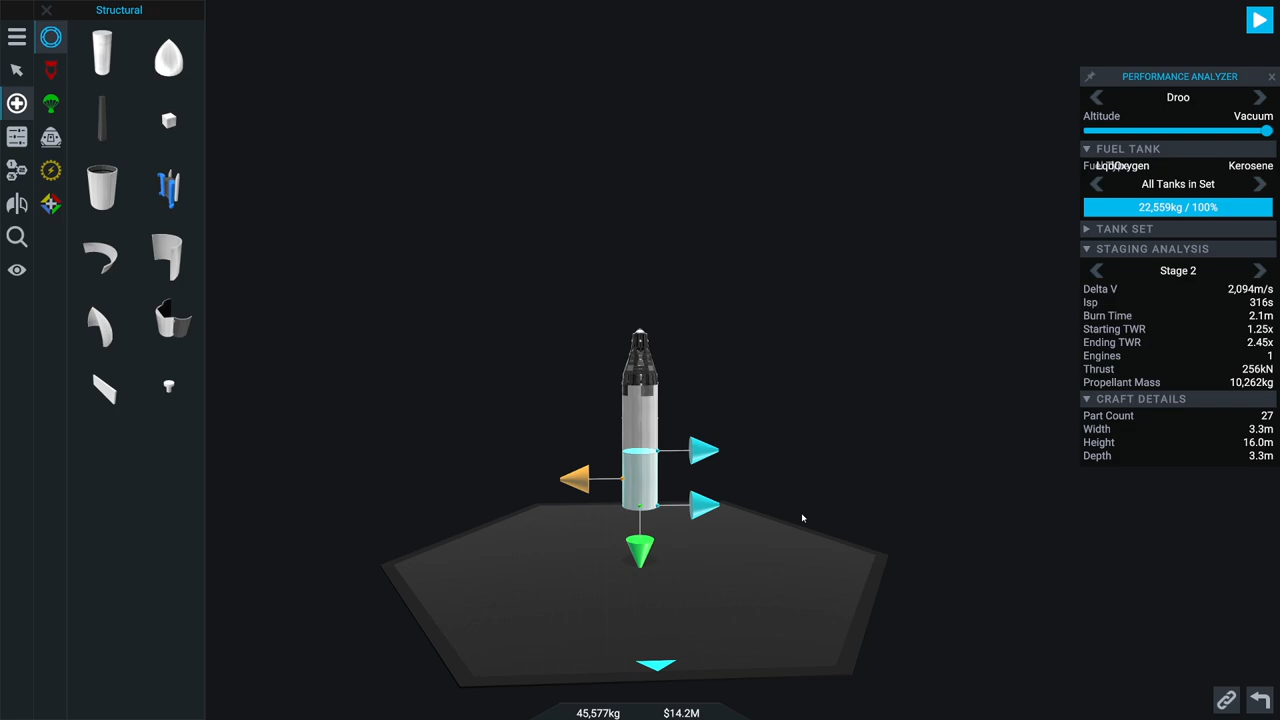 Structural
PERFORMANCE ANALYZER
Droo
Altitude Vacuum
FUEL TANK
Kerosene
All Tanks in Set
22,559kg / 100%
TANK SET
STAGING ANALYSIS
Stage 2
Delta V 2,094m/s
Isp 316s
Burn Time 2.1m
Starting TWR 1.25x
Ending TWR 2.45x
Engines 1
Thrust 256kN
Propellant Mass 10,262kg
CRAFT DETAILS
Part Count 27
Width 3.3m
Height 16.0m
Depth 3.3m
45,577kg $14.2M